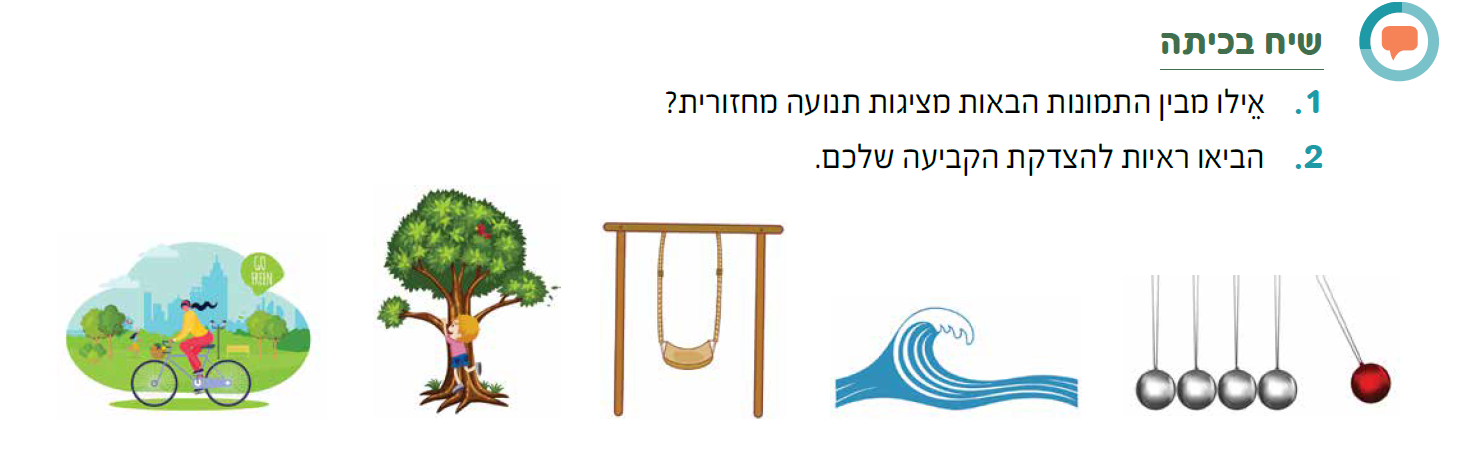 שיח בכיתה
1. אֵילו מבין התמונות הבאות מציגות תנועה מחזורית?
2. הביאו ראיות להצדקת הקביעה שלכם.
GO
GREEN